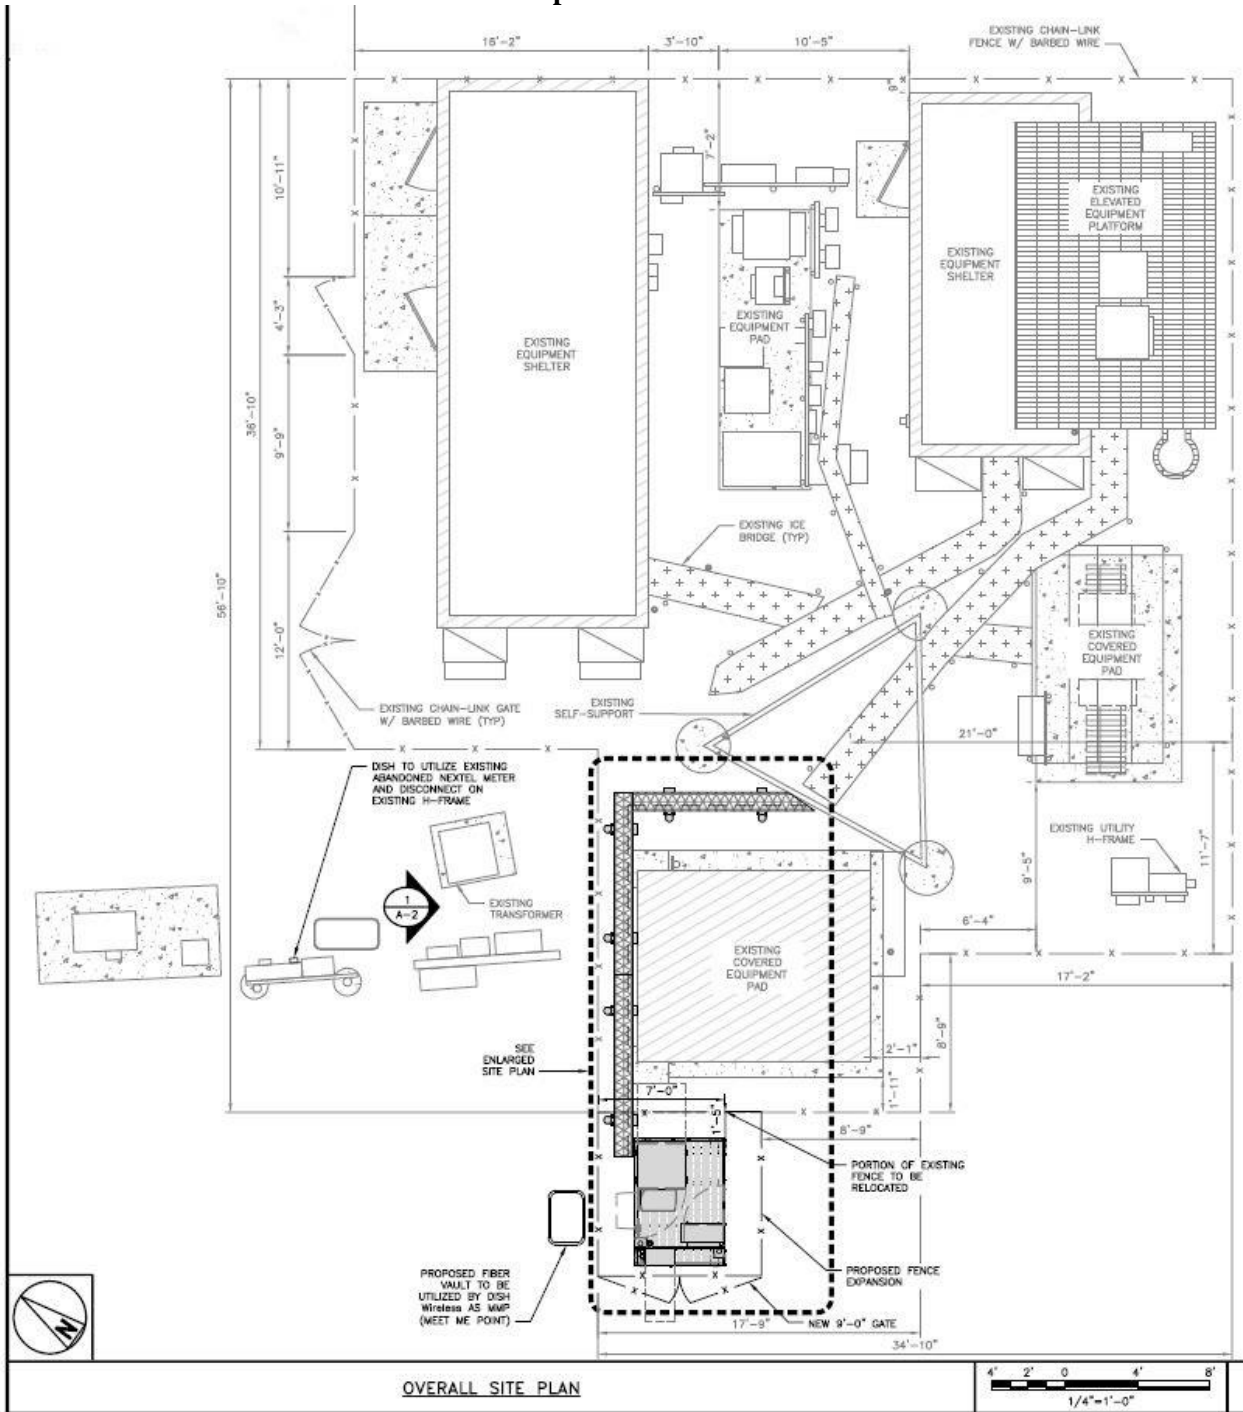 16'-2"
3'-10"
10'-5"
EXISTING CHAIN-LINK
FENCE W/ BARBED WIRE
9"
7'-2"
10'-11"
EXISTING
ELEVATED
EQUIPMENT
PLATFORM
EXISTING
EQUIPMENT
SHELTER
4'-3"
EXISTING
EQUIPMENT
PAD
EXISTING
EQUIPMENT
SHELTER
36'-10"
9'-9"
EXISTING ICE
BRIDGE (TYP)
56'-10"
12'-0"
EXISTING
COVERED
EQUIPMENT
PAD
EXISTING CHAIN-LINK GATE
W/ BARBED WIRE (TYP)
EXISTING
SELF-SUPPORT
21'-0"
DISH TO UTILIZE EXISTING
ABANDONED NEXTEL METER
AND DISCONNECT ON
EXISTING H-FRAME
EXISTING UTILITY
H-FRAME
11'-7"
9'-5"
1
A-2
EXISTING
TRANSFORMER
6'-4"
EXISTING
COVERED
EQUIPMENT
PAD
17'-2"
SEE
ENLARGED
SITE PLAN
2'-1"
8'-9"
7'-0"
1'-11"
1'-5"
8'-9"
PORTION OF EXISTING
FENCE TO BE
RELOCATED
PROPOSED FIBER
VAULT TO BE
UTILIZED BY DISH
Wireless AS MMP
(MEET ME POINT)
PROPOSED FENCE
EXPANSION
17'-9"
NEW 9'-0" GATE
34'-10"
N
OVERALL SITE PLAN
4' 2' 0 4' 8'
1/4"=1'-0"